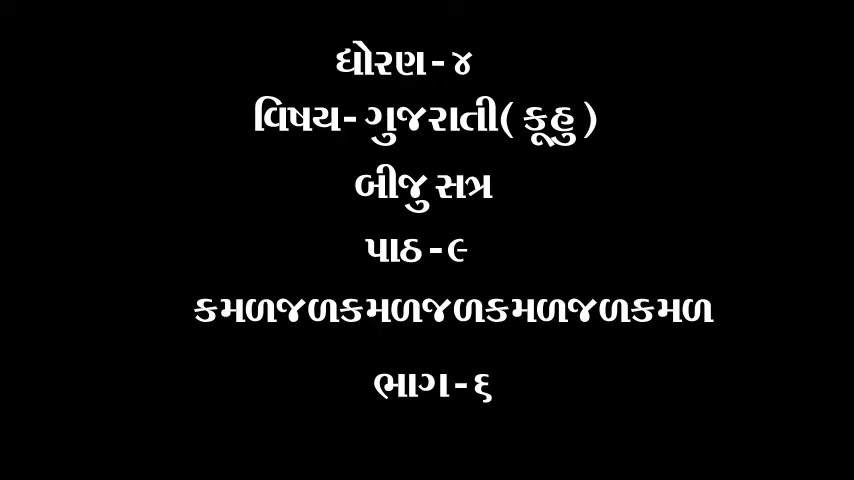 ધોરણ - ૪
વિષય- ગુજરાતી( કૂહુ )
બીજુ સત્ર
પાઠ - ૯
કમળજળકમળજળકમળજળકમળ
ભાગ - ૬